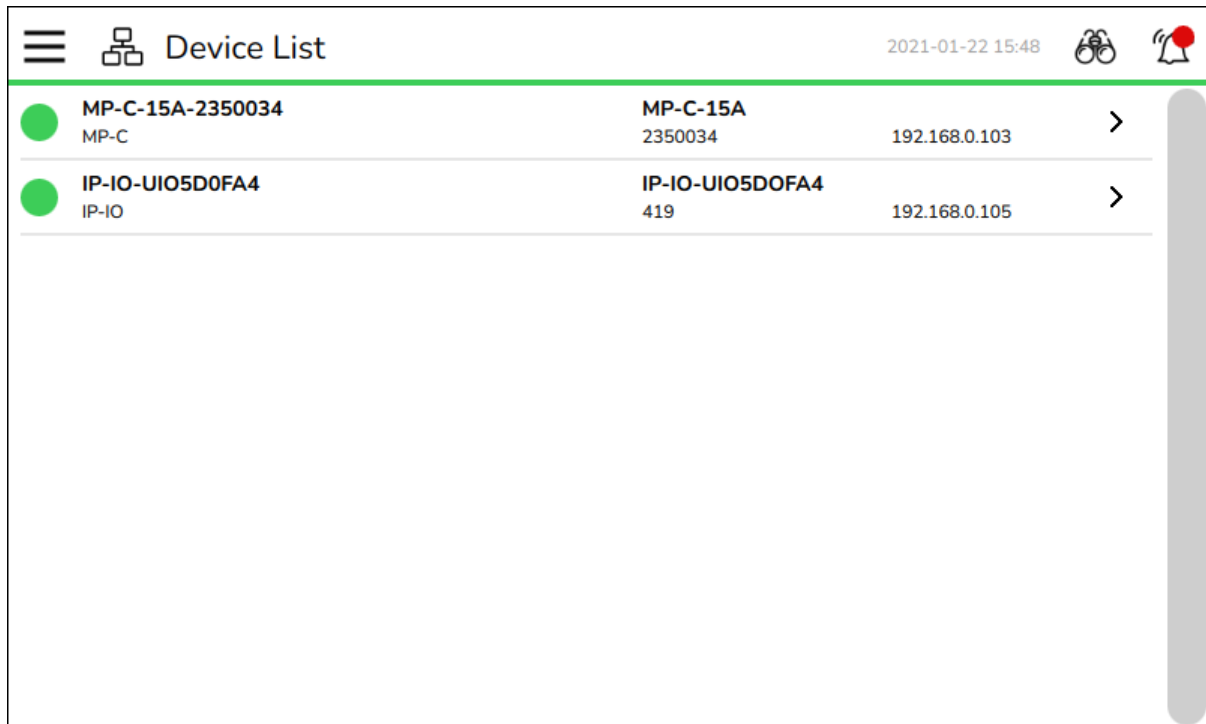 Device List 2021-01-22 15:48
MP-C-15A-2350034 MP-C-15A
MP-C 2350034 192.168.0.103
IP-IO-UIO5D0FA4 IP-IO-UIO5DOFA4
IP-IO 419 192.168.0.105